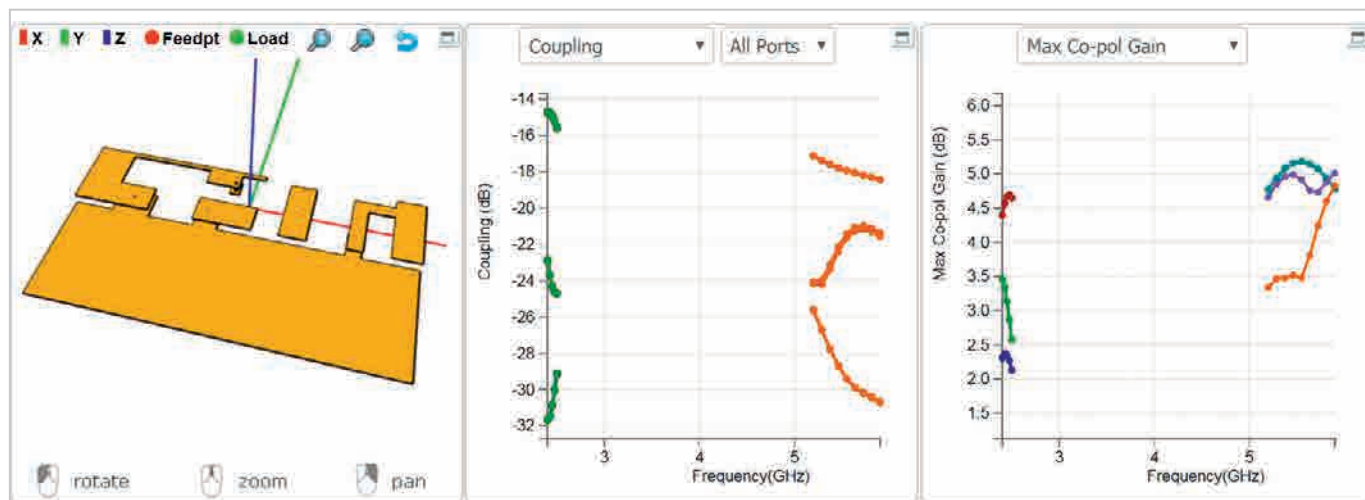 X Y Z Feedpt Load
rotate zoom pan
Coupling All Ports
-14
-16
-18
-20
-22
-24
-26
-28
-30
-32
Coupling (dB)
3 4 5
Frequency(GHz)
Max Co-pol Gain
6.0
5.5
5.0
4.5
4.0
3.5
3.0
2.5
2.0
1.5
Max Co-pol Gain (dB)
3 4 5
Frequency(GHz)